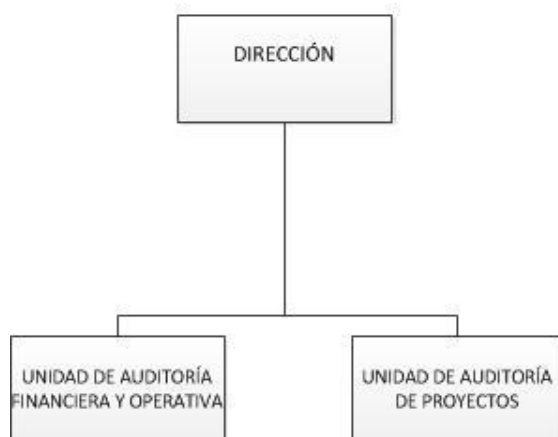 DIRECCIÓN
UNIDAD DE AUDITORÍA
FINANCIERA Y OPERATIVA
UNIDAD DE AUDITORÍA
DE PROYECTOS